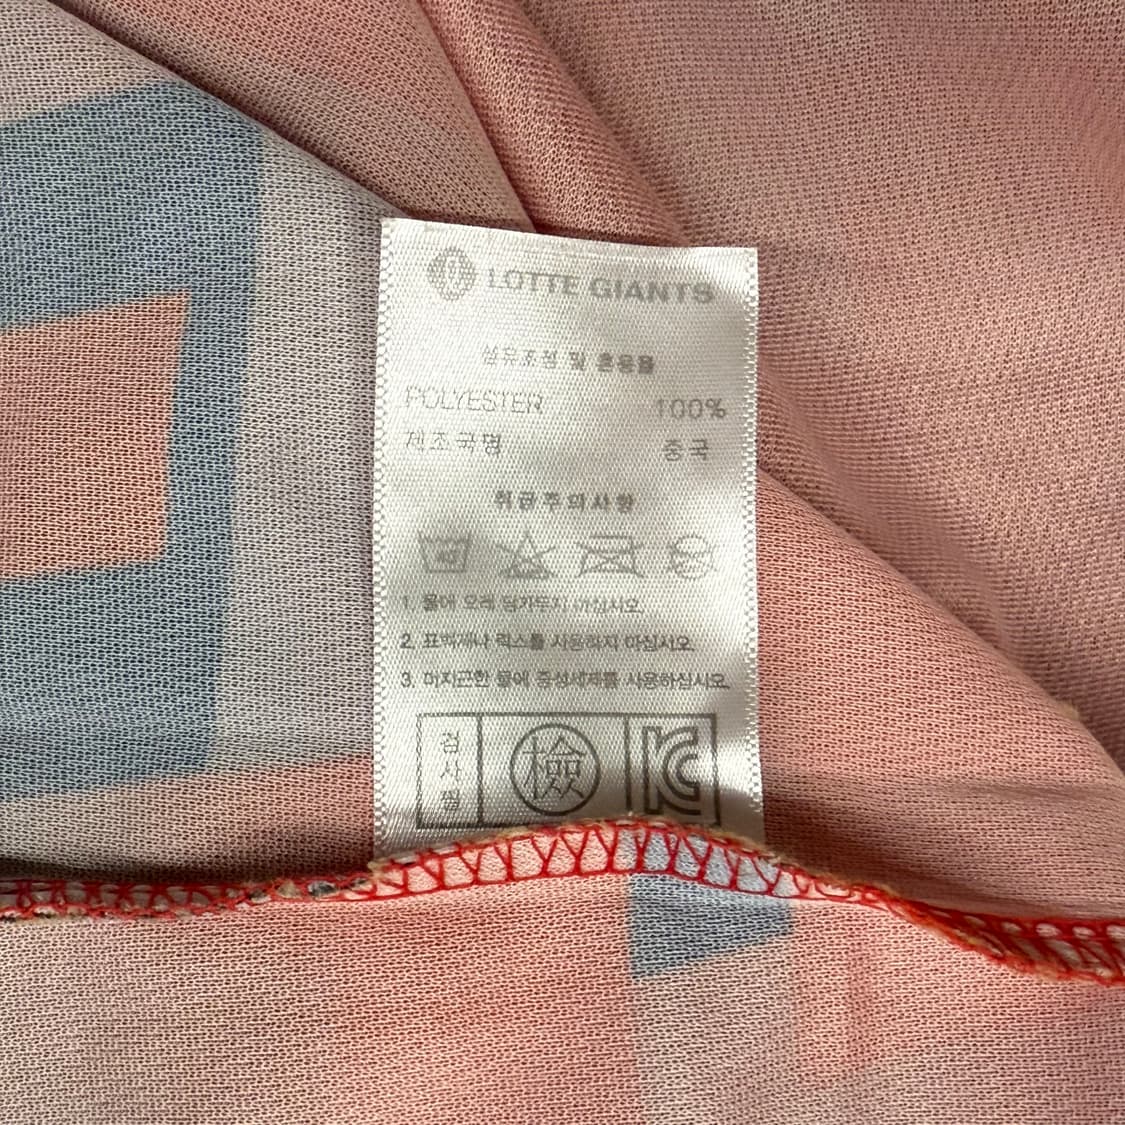 LOTTE GIANTS
섬유조성 및 혼용율
POLYESTER 100%
제조국명 중국
취급주의사항
1. 물에 오래 담가두지 마십시오.
2. 표백제나 락스를 사용하지 마십시오.
3. 미지근한 물에 중성세제를 사용하십시오.
검사필
檢
KC